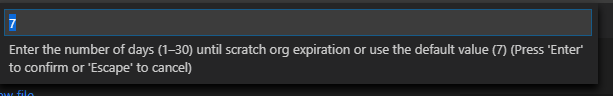 7
Enter the number of days (1–30) until scratch org expiration or use the default value (7) (Press 'Enter'
to confirm or 'Escape' to cancel)
file